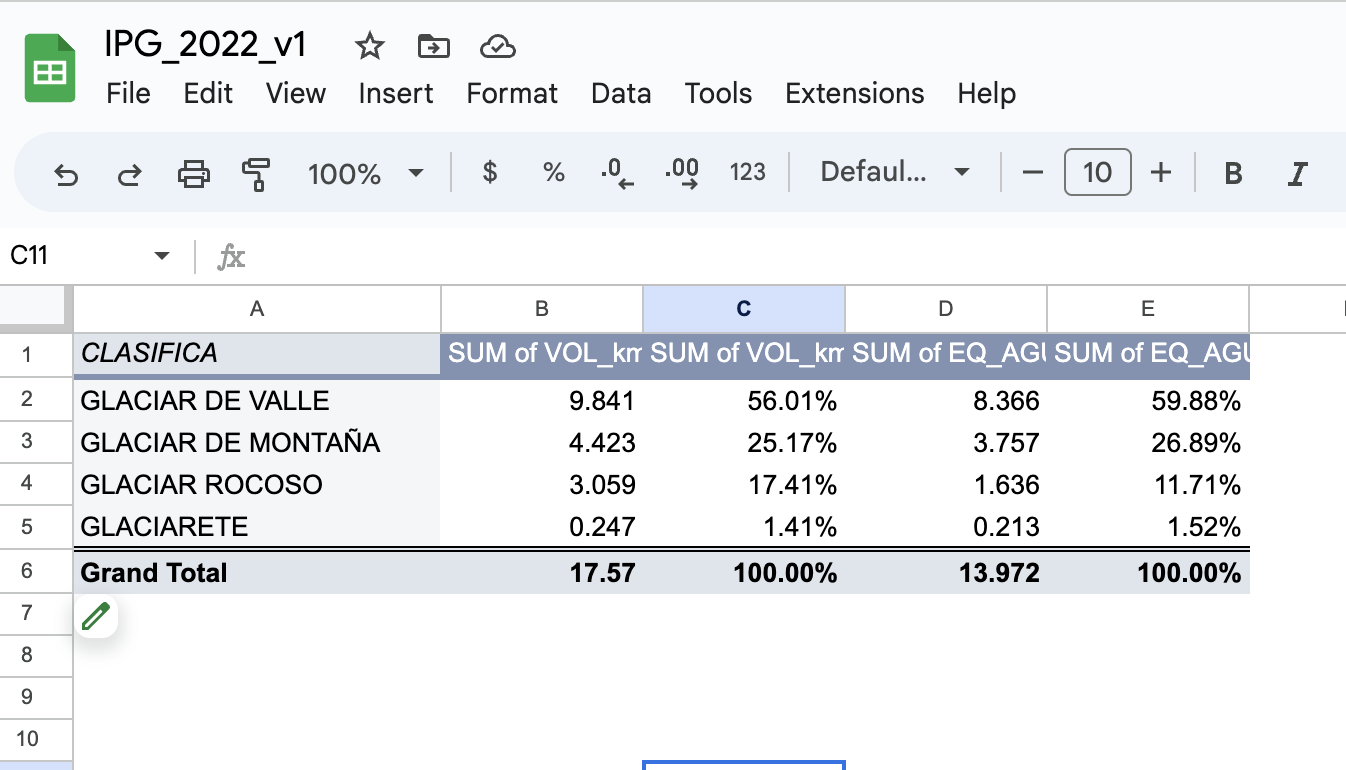 IPG_2022_v1
File Edit View Insert Format Data Tools Extensions Help
100% $ % .0 .00 123 Defaul... − 10 + B I
C11 fx
A B C D E
1 CLASIFICA SUM of VOL_km SUM of VOL_km SUM of EQ_AGU SUM of EQ_AGU
2 GLACIAR DE VALLE 9.841 56.01% 8.366 59.88%
3 GLACIAR DE MONTAÑA 4.423 25.17% 3.757 26.89%
4 GLACIAR ROCOSO 3.059 17.41% 1.636 11.71%
5 GLACIARETE 0.247 1.41% 0.213 1.52%
6 Grand Total 17.57 100.00% 13.972 100.00%
7
8
9
10